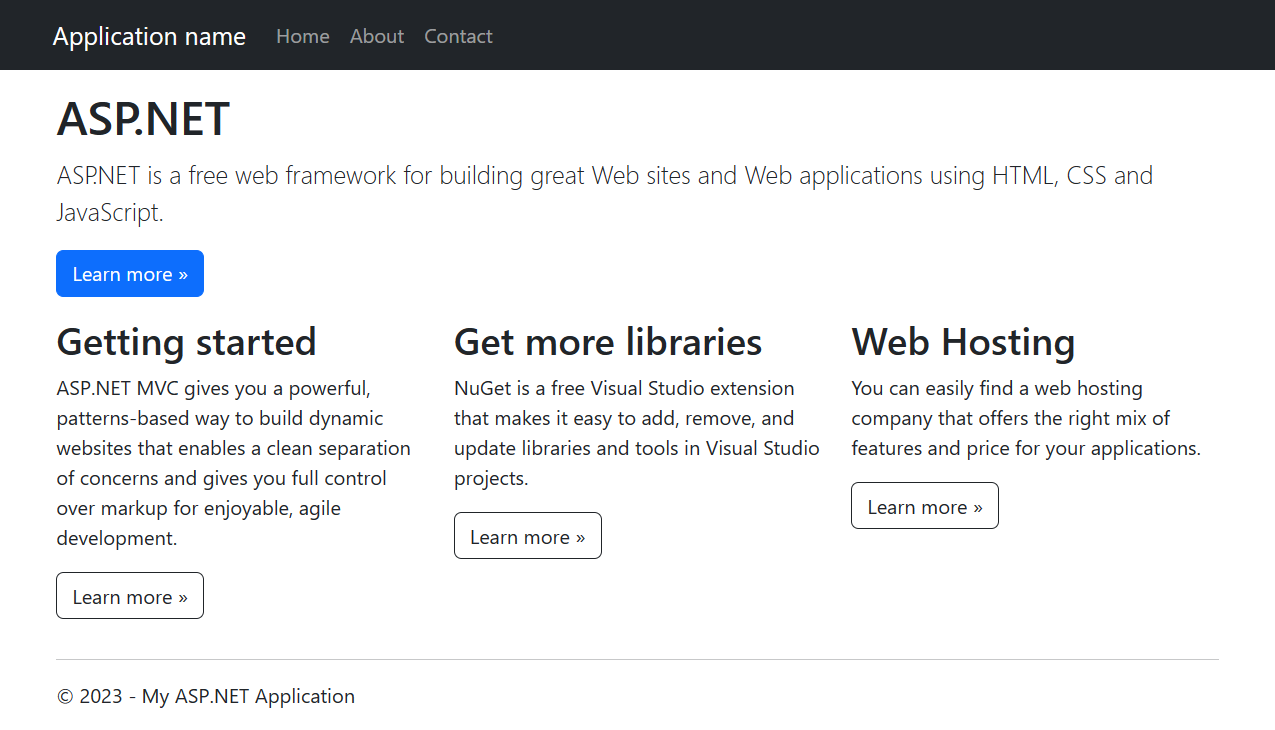 Application name Home About Contact
ASP.NET
ASP.NET is a free web framework for building great Web sites and Web applications using HTML, CSS and
JavaScript.
Learn more »
Getting started
ASP.NET MVC gives you a powerful,
patterns-based way to build dynamic
websites that enables a clean separation
of concerns and gives you full control
over markup for enjoyable, agile
development.
Learn more »
Get more libraries
NuGet is a free Visual Studio extension
that makes it easy to add, remove, and
update libraries and tools in Visual Studio
projects.
Learn more »
Web Hosting
You can easily find a web hosting
company that offers the right mix of
features and price for your applications.
Learn more »
© 2023 - My ASP.NET Application